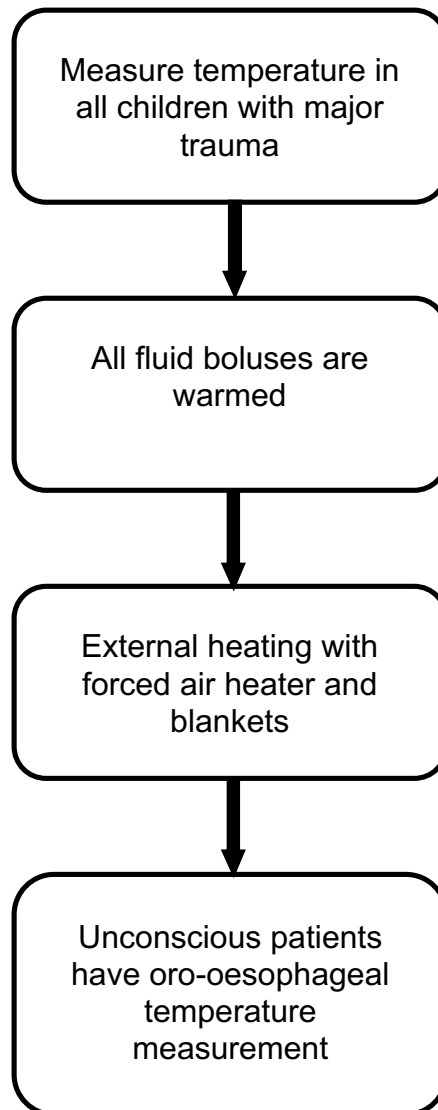 Measure temperature in
all children with major
trauma
All fluid boluses are
warmed
External heating with
forced air heater and
blankets
Unconscious patients
have oro-oesophageal
temperature
measurement